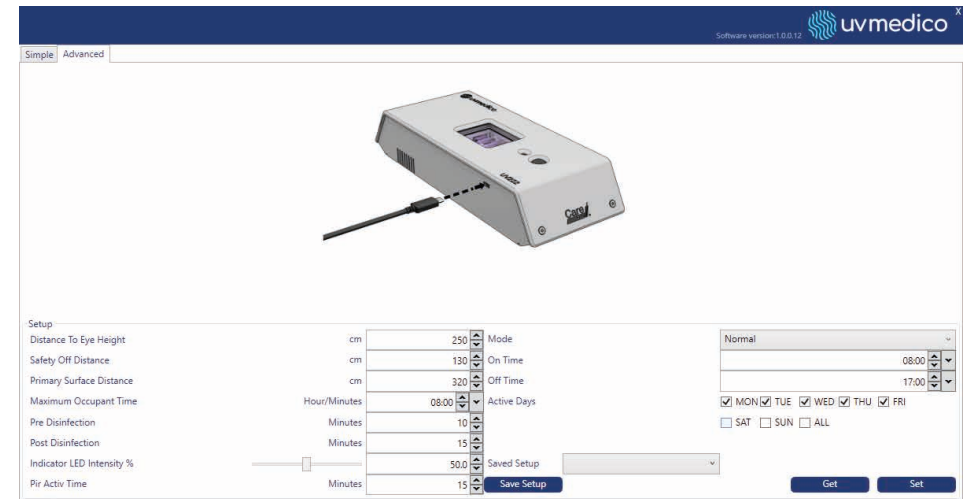 X
uvmedico
Software version:1.0.0.12
Simple Advanced
uvmedico
UV222
Care
Setup
Distance To Eye Height cm 250 Mode Normal
Safety Off Distance cm 130 On Time 08:00
Primary Surface Distance cm 320 Off Time 17:00
Maximum Occupant Time Hour/Minutes 08:00 Active Days MON TUE WED THU FRI
Pre Disinfection Minutes 10 SAT SUN ALL
Post Disinfection Minutes 15
Indicator LED Intensity % 50.0 Saved Setup
Pir Activ Time Minutes 15 Save Setup Get Set